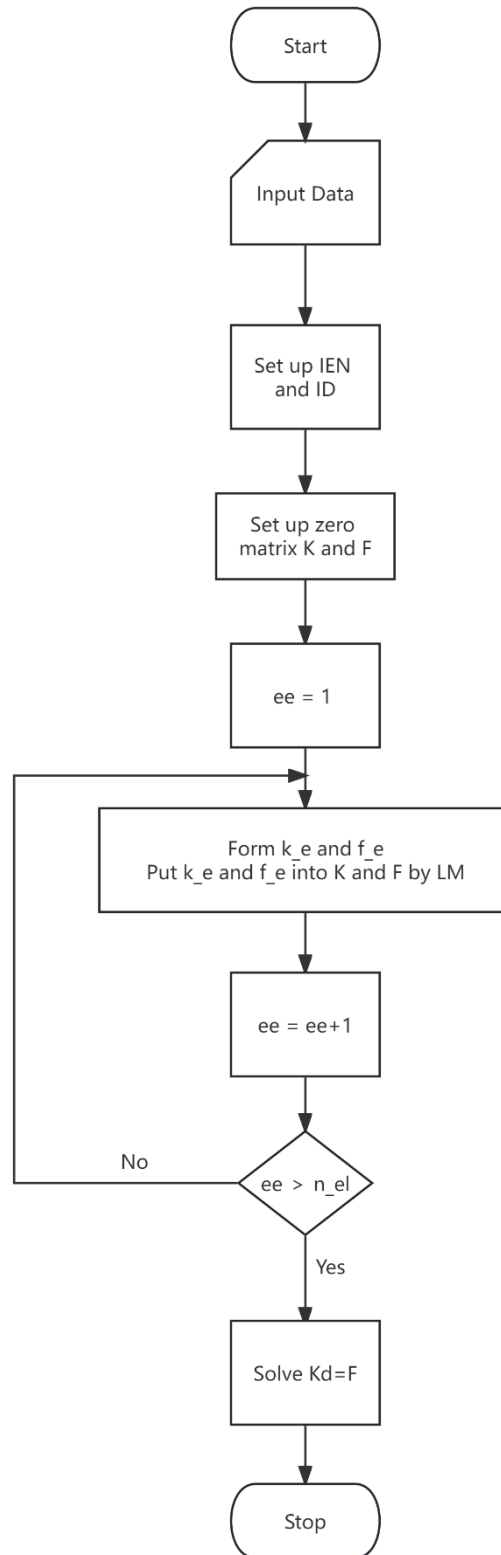 Start
Input Data
Set up IEN
and ID
Set up zero
matrix K and F
ee = 1
Form k_e and f_e
Put k_e and f_e into K and F by LM
ee = ee+1
ee > n_el
No
Yes
Solve Kd=F
Stop